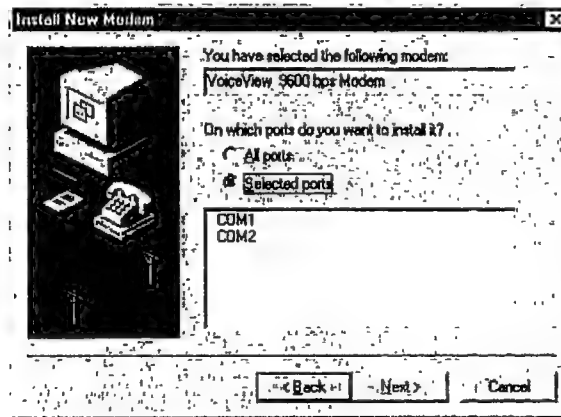 Install New Modem
You have selected the following modem:
VoiceView 9600 bps Modem
On which ports do you want to install it?
All ports
Selected ports
COM1
COM2
< Back
Next >
Cancel